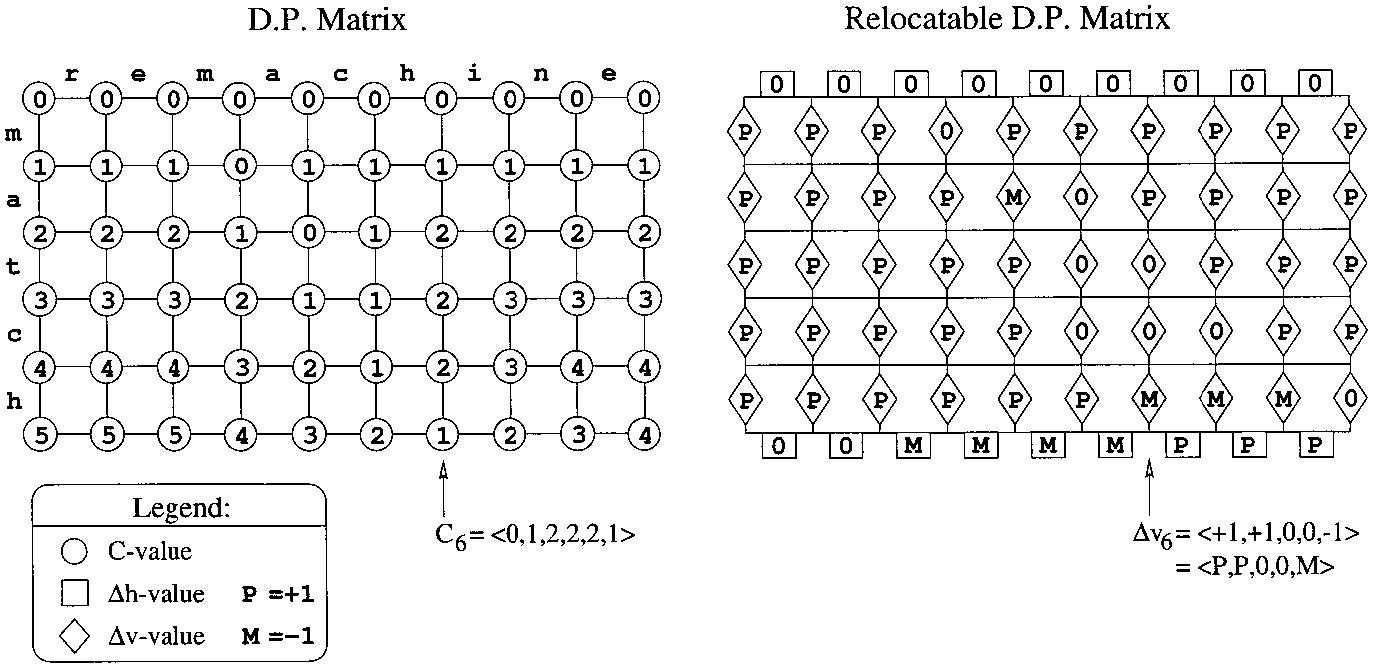 D.P. Matrix
r e m a c h i n e
0 0 0 0 0 0 0 0 0 0
m
1 1 1 0 1 1 1 1 1 1
a
2 2 2 1 0 1 2 2 2 2
t
3 3 3 2 1 1 2 3 3 3
c
4 4 4 3 2 1 2 3 4 4
h
5 5 5 4 3 2 1 2 3 4
C6= <0,1,2,2,2,1>
Legend:
C-value
Δh-value P =+1
Δv-value M =-1
Relocatable D.P. Matrix
0 0 0 0 0 0 0 0 0
P P P 0 P P P P P P
P P P P M 0 P P P P
P P P P P 0 0 P P P
P P P P P 0 0 0 P P
P P P P P P M M M 0
0 0 M M M M P P P
Δv6 = <+1,+1,0,0,-1>
= <P,P,0,0,M>